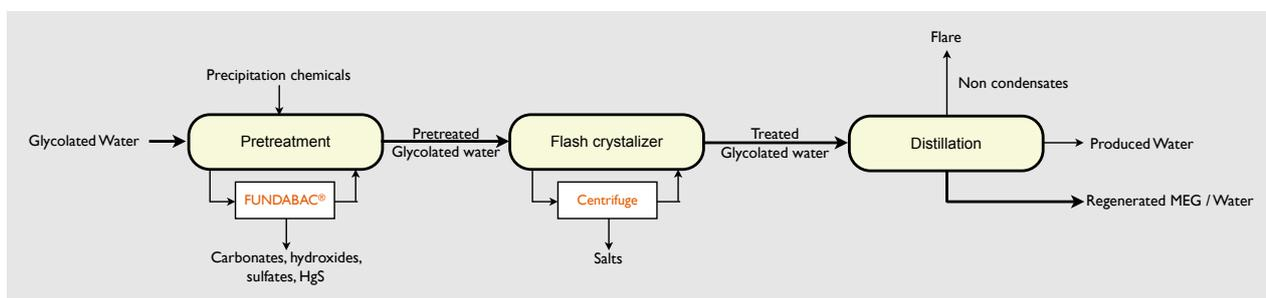 Flare
Non condensates
Precipitation chemicals
Glycolated Water
Pretreatment
Pretreated
Glycolated water
Flash crystalizer
Treated
Glycolated water
Distillation
Produced Water
FUNDABAC®
Centrifuge
Regenerated MEG / Water
Carbonates, hydroxides,
sulfates, HgS
Salts